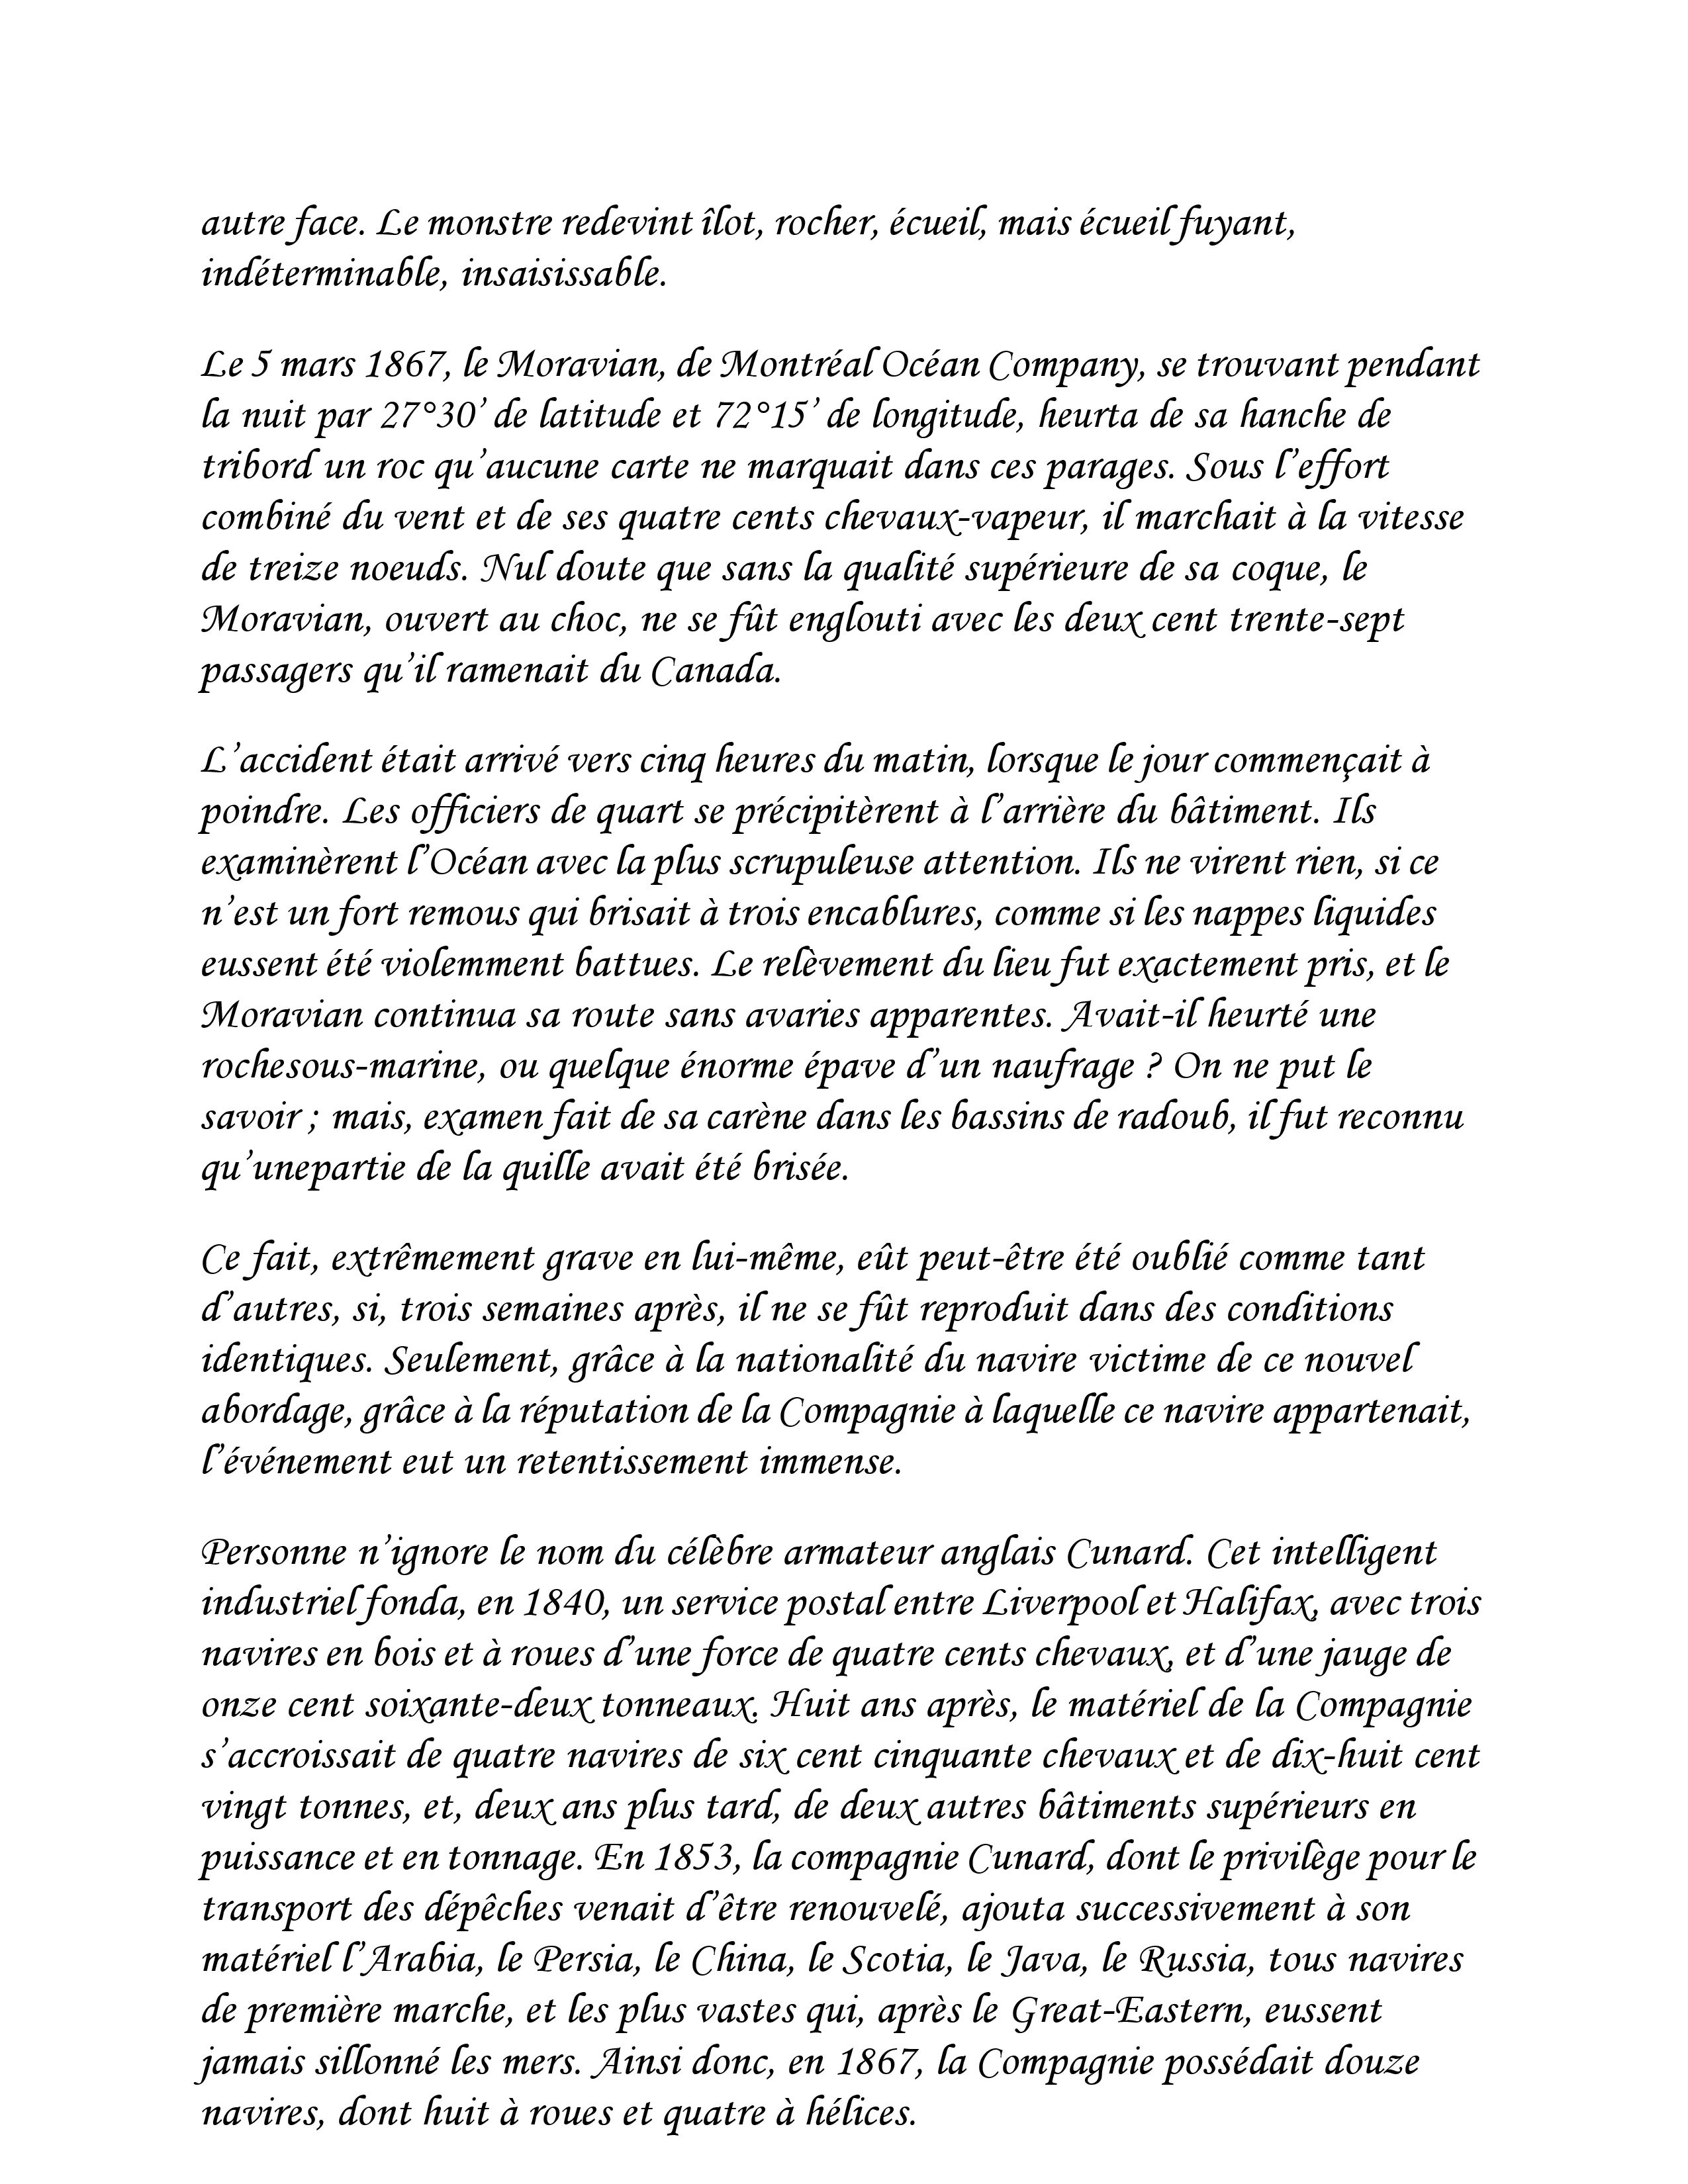 autre face. Le monstre redevint îlot, rocher, écueil, mais écueil fuyant,
indéterminable, insaisissable.
Le 5 mars 1867, le Moravian, de Montréal Océan Company, se trouvant pendant
la nuit par 27°30’ de latitude et 72°15’ de longitude, heurta de sa hanche de
tribord un roc qu’aucune carte ne marquait dans ces parages. Sous l’effort
combiné du vent et de ses quatre cents chevaux-vapeur, il marchait à la vitesse
de treize noeuds. Nul doute que sans la qualité supérieure de sa coque, le
Moravian, ouvert au choc, ne se fût englouti avec les deux cent trente-sept
passagers qu’il ramenait du Canada.
L’accident était arrivé vers cinq heures du matin, lorsque le jour commençait à
poindre. Les officiers de quart se précipitèrent à l’arrière du bâtiment. Ils
examinèrent l’Océan avec la plus scrupuleuse attention. Ils ne virent rien, si ce
n’est un fort remous qui brisait à trois encablures, comme si les nappes liquides
eussent été violemment battues. Le relèvement du lieu fut exactement pris, et le
Moravian continua sa route sans avaries apparentes. Avait-il heurté une
rochesous-marine, ou quelque énorme épave d’un naufrage ? On ne put le
savoir ; mais, examen fait de sa carène dans les bassins de radoub, il fut reconnu
qu’unepartie de la quille avait été brisée.
Ce fait, extrêmement grave en lui-même, eût peut-être été oublié comme tant
d’autres, si, trois semaines après, il ne se fût reproduit dans des conditions
identiques. Seulement, grâce à la nationalité du navire victime de ce nouvel
abordage, grâce à la réputation de la Compagnie à laquelle ce navire appartenait,
l’événement eut un retentissement immense.
Personne n’ignore le nom du célèbre armateur anglais Cunard. Cet intelligent
industriel fonda, en 1840, un service postal entre Liverpool et Halifax, avec trois
navires en bois et à roues d’une force de quatre cents chevaux, et d’une jauge de
onze cent soixante-deux tonneaux. Huit ans après, le matériel de la Compagnie
s’accroissait de quatre navires de six cent cinquante chevaux et de dix-huit cent
vingt tonnes, et, deux ans plus tard, de deux autres bâtiments supérieurs en
puissance et en tonnage. En 1853, la compagnie Cunard, dont le privilège pour le
transport des dépêches venait d’être renouvelé, ajouta successivement à son
matériel l’Arabia, le Persia, le China, le Scotia, le Java, le Russia, tous navires
de première marche, et les plus vastes qui, après le Great-Eastern, eussent
jamais sillonné les mers. Ainsi donc, en 1867, la Compagnie possédait douze
navires, dont huit à roues et quatre à hélices.